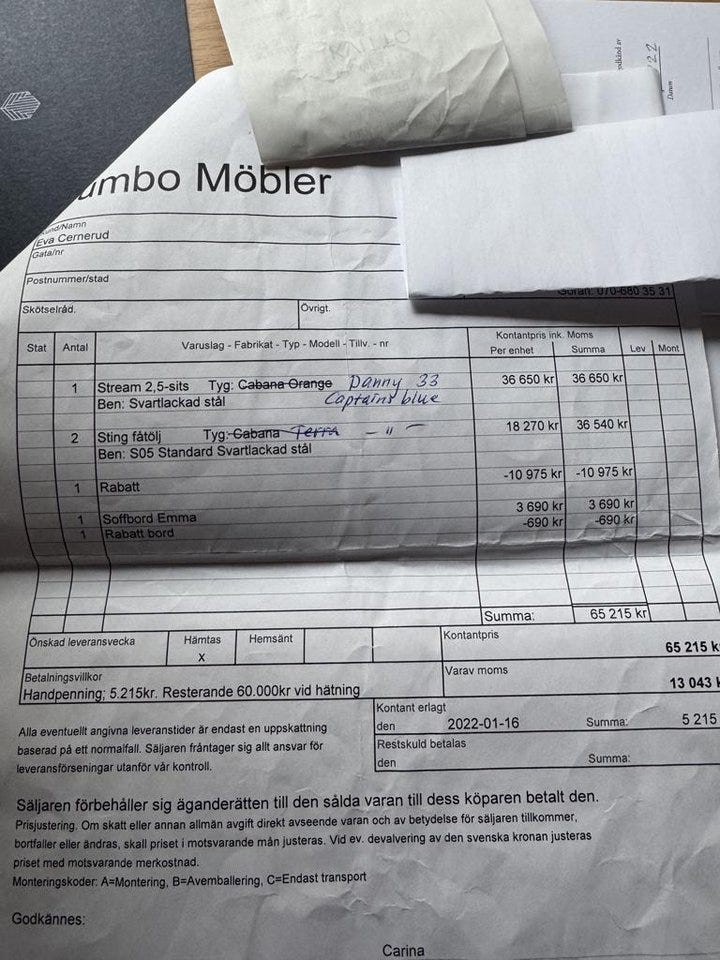 KVITTO
umbo Möbler
Kund/Namn
Eva Cernerud
Gata/nr
Postnummer/stad
Göran: 070-680 35 31
Skötselråd.
Övrigt.
Stat Antal Varuslag - Fabrikat - Typ - Modell - Tillv. - nr Kontantpris ink. Moms
Per enhet Summa Lev Mont
1 Stream 2,5-sits Tyg: Cabana Orange Danny 33 36 650 kr 36 650 kr
Ben: Svartlackad stål Captains blue
2 Sting fåtölj Tyg: Cabana Terra – " – 18 270 kr 36 540 kr
Ben: S05 Standard Svartlackad stål
1 Rabatt -10 975 kr -10 975 kr
1 Soffbord Emma 3 690 kr 3 690 kr
1 Rabatt bord -690 kr -690 kr
Summa: 65 215 kr
Önskad leveransvecka Hämtas Hemsänt Kontantpris
X 65 215 k
Betalningsvillkor Varav moms
Handpenning; 5.215kr. Resterande 60.000kr vid hätning 13 043 k
Kontant erlagt
den 2022-01-16 Summa: 5 215
Restskuld betalas
den Summa:
Alla eventuellt angivna leveranstider är endast en uppskattning
baserad på ett normalfall. Säljaren fråntager sig allt ansvar för
leveransförseningar utanför vår kontroll.
Säljaren förbehåller sig äganderätten till den sålda varan till dess köparen betalt den.
Prisjustering. Om skatt eller annan allmän avgift direkt avseende varan och av betydelse för säljaren tillkommer,
bortfaller eller ändras, skall priset i motsvarande mån justeras. Vid ev. devalvering av den svenska kronan justeras
priset med motsvarande merkostnad.
Monteringskoder: A=Montering, B=Avemballering, C=Endast transport
Godkännes:
Carina